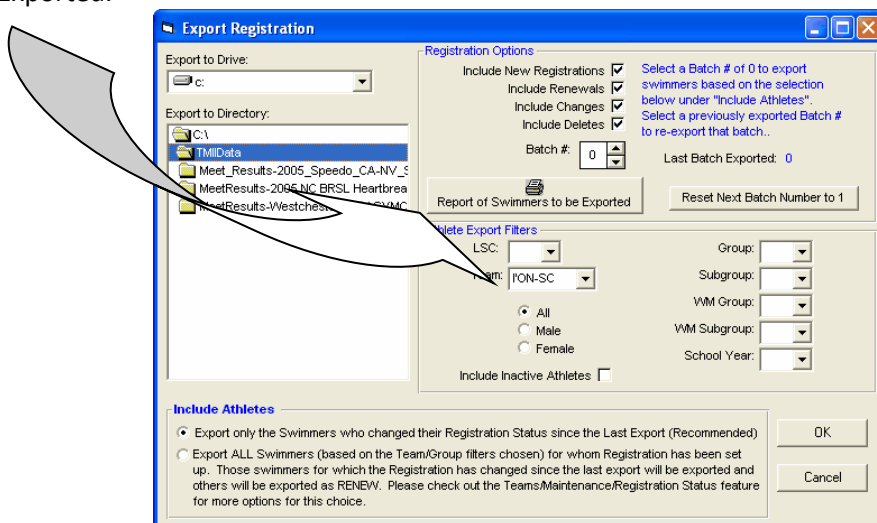 Exported.
Export Registration
Export to Drive:
c:
Export to Directory:
C:\
TMIIData
Meet_Results-2005_Speedo_CA-NV_S
MeetResults-2005 NC BRSL Heartbrea
MeetResults-Westches
Registration Options
Include New Registrations
Include Renewals
Include Changes
Include Deletes
Batch #: 0
Select a Batch # of 0 to export
swimmers based on the selection
below under "Include Athletes".
Select a previously exported Batch #
to re-export that batch..
Last Batch Exported: 0
Report of Swimmers to be Exported
Reset Next Batch Number to 1
hlete Export Filters
LSC:
Team: I'ON-SC
All
Male
Female
Include Inactive Athletes
Group:
Subgroup:
WM Group:
WM Subgroup:
School Year:
Include Athletes
Export only the Swimmers who changed their Registration Status since the Last Export (Recommended)
Export ALL Swimmers (based on the Team/Group filters chosen) for whom Registration has been set
up. Those swimmers for which the Registration has changed since the last export will be exported and
others will be exported as RENEW. Please check out the Teams/Maintenance/Registration Status feature
for more options for this choice.
OK
Cancel